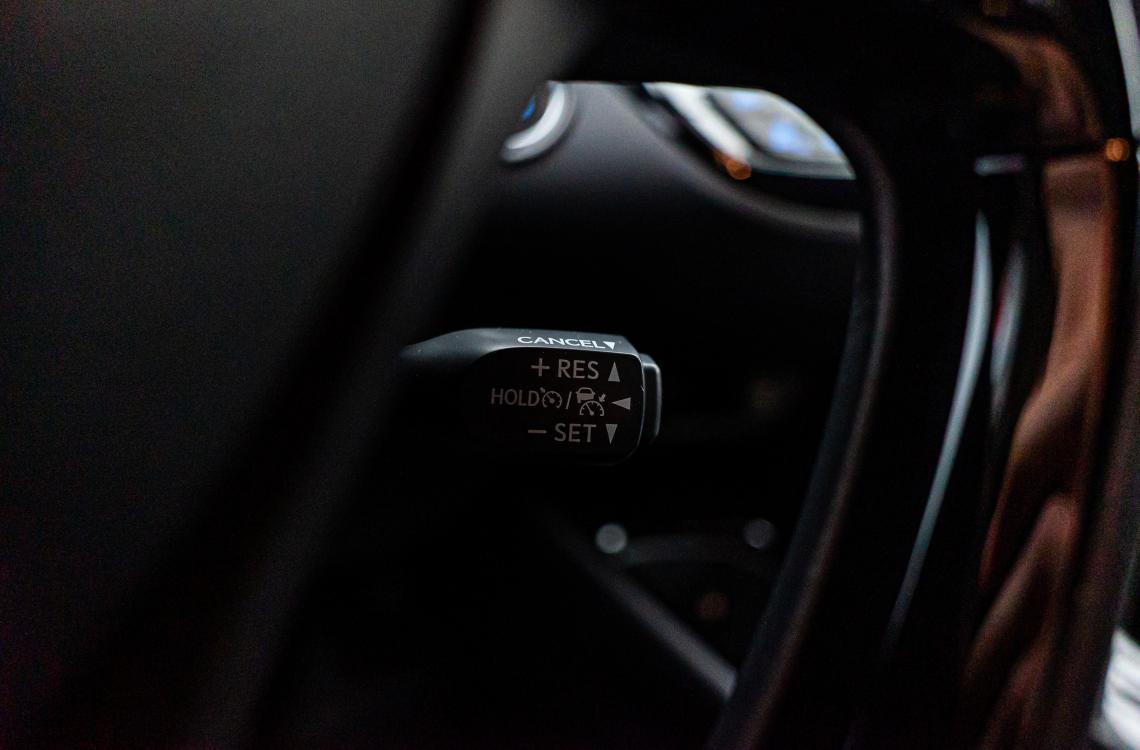 CANCEL▼
+ RES ▲
HOLD / ◀
− SET ▼